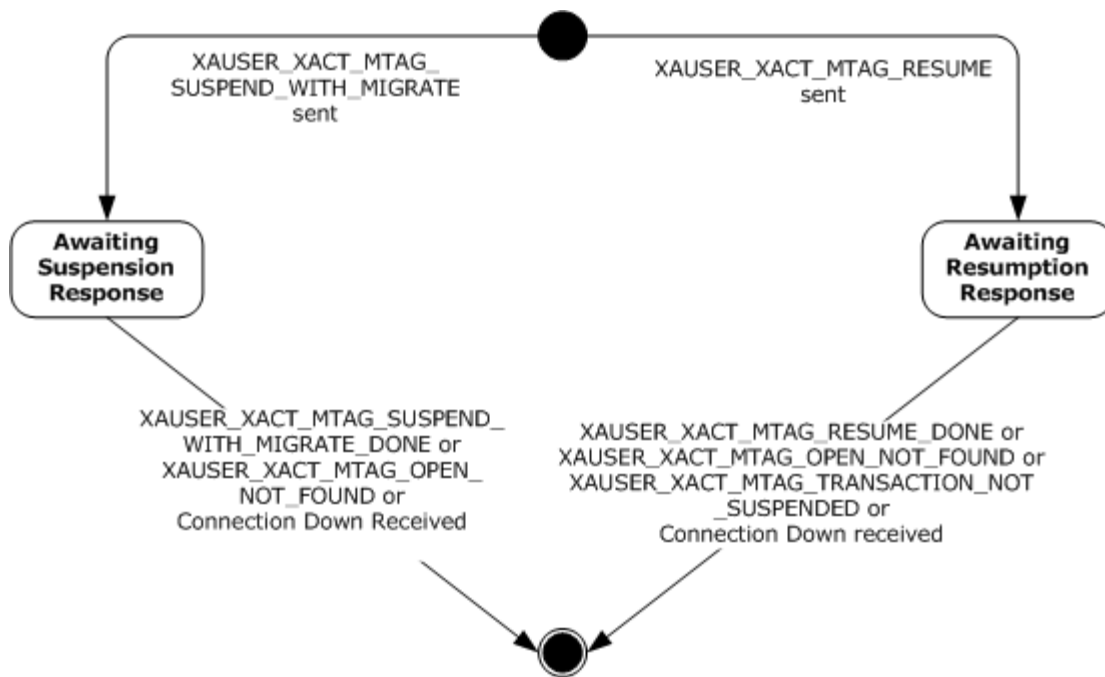 XAUSER_XACT_MTAG_
SUSPEND_WITH_MIGRATE
sent
XAUSER_XACT_MTAG_RESUME
sent
Awaiting
Suspension
Response
Awaiting
Resumption
Response
XAUSER_XACT_MTAG_SUSPEND_
WITH_MIGRATE_DONE or
XAUSER_XACT_MTAG_OPEN_
NOT_FOUND or
Connection Down Received
XAUSER_XACT_MTAG_RESUME_DONE or
XAUSER_XACT_MTAG_OPEN_NOT_FOUND or
XAUSER_XACT_MTAG_TRANSACTION_NOT
_SUSPENDED or
Connection Down received